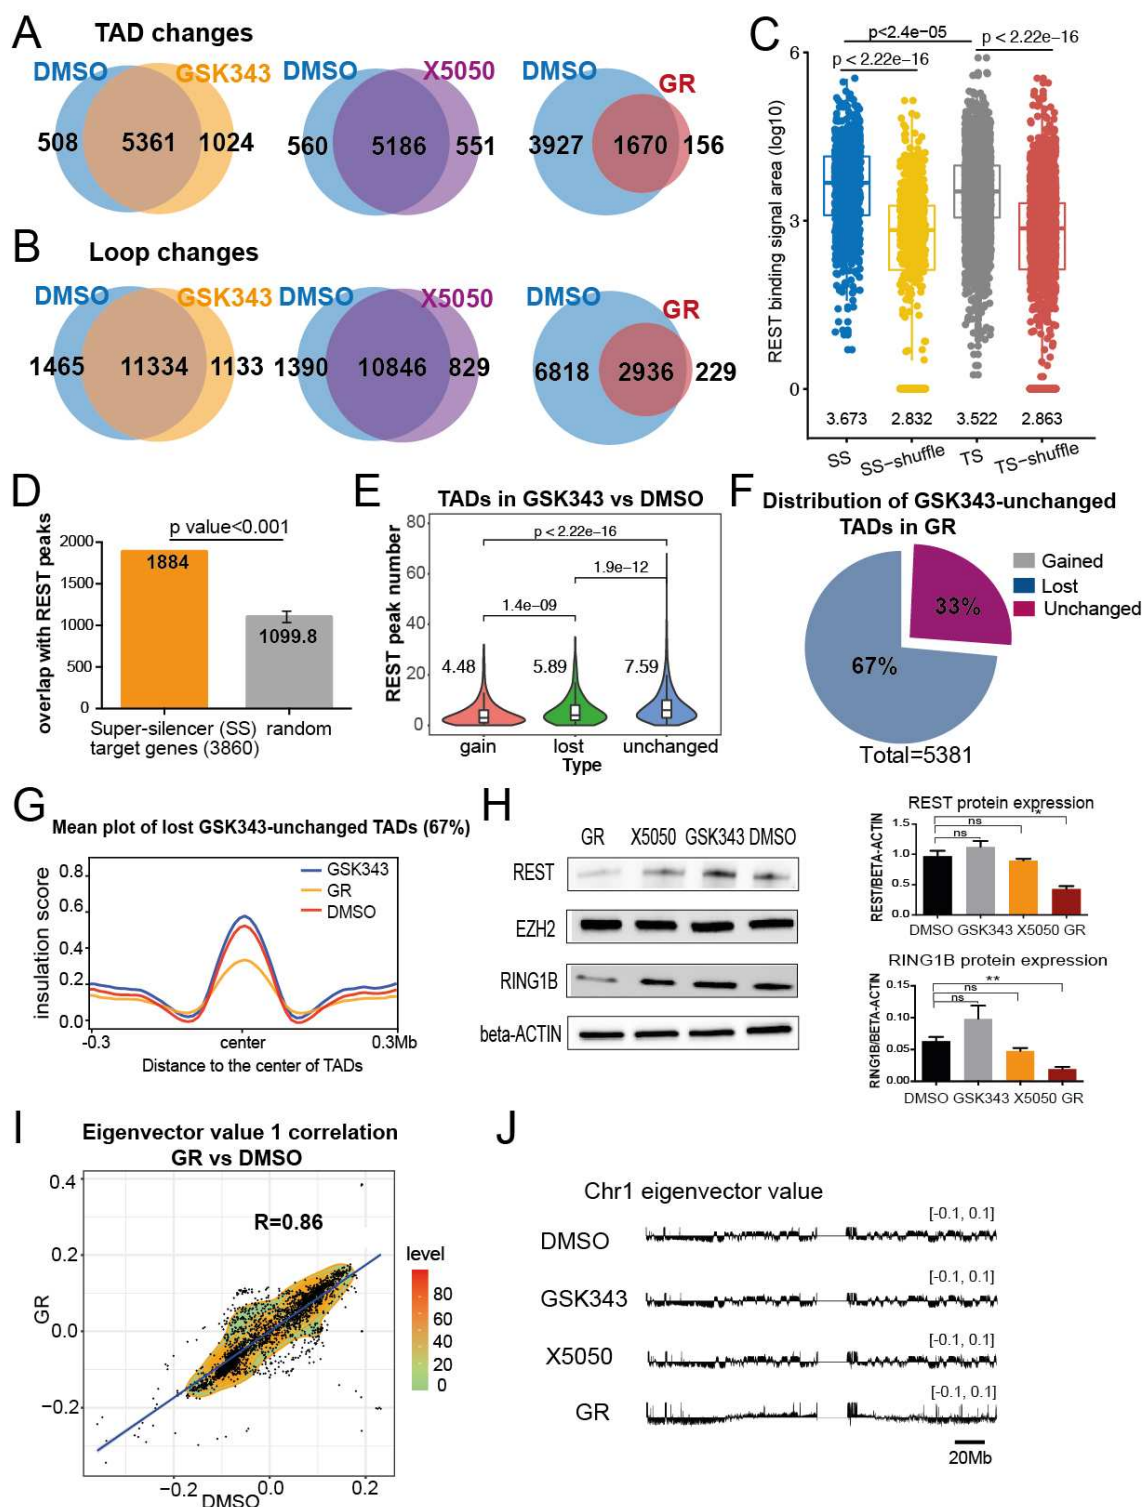 A
TAD changes
DMSO GSK343 DMSO X5050 DMSO GR
508 5361 1024 560 5186 551 3927 1670 156
B
Loop changes
DMSO GSK343 DMSO X5050 DMSO GR
1465 11334 1133 1390 10846 829 6818 2936 229
C
p<2.4e−05
p < 2.22e−16
p < 2.22e−16
REST binding signal area (log10)
6
3
0
3.673 2.832 3.522 2.863
SS SS−shuffle TS TS−shuffle
D
p value<0.001
overlap with REST peaks
2000
1500
1000
500
0
1884
1099.8
Super-silencer (SS) random
target genes (3860)
E
TADs in GSK343 vs DMSO
REST peak number
80
60
40
20
0
p < 2.22e−16
1.9e−12
1.4e−09
4.48 5.89 7.59
gain lost unchanged
Type
F
Distribution of GSK343-unchanged
TADs in GR
Gained
Lost
Unchanged
33%
67%
Total=5381
G
Mean plot of lost GSK343-unchanged TADs (67%)
insulation score
0.8
0.6
0.4
0.2
0.0
GSK343
GR
DMSO
-0.3 center 0.3Mb
Distance to the center of TADs
H
GR X5050 GSK343 DMSO
REST
EZH2
RING1B
beta-ACTIN
REST protein expression
REST/BETA-ACTIN
1.5
1.0
0.5
0.0
*
ns
ns
DMSO GSK343 X5050 GR
RING1B protein expression
RING1B/BETA-ACTIN
0.15
0.10
0.05
0.00
**
ns
ns
DMSO GSK343 X5050 GR
I
Eigenvector value 1 correlation
GR vs DMSO
R=0.86
GR
0.4
0.2
0.0
−0.2
−0.2 0.0 0.2
DMSO
level
80
60
40
20
0
J
Chr1 eigenvector value
[-0.1, 0.1]
DMSO
[-0.1, 0.1]
GSK343
[-0.1, 0.1]
X5050
[-0.1, 0.1]
GR
20Mb